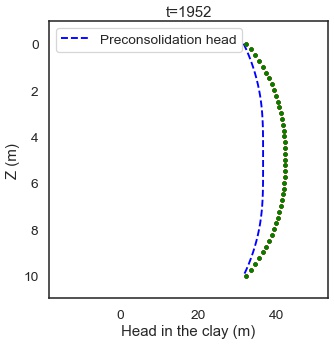 t=1952
Preconsolidation head
0
2
4
6
8
10
Z (m)
0
20
40
Head in the clay (m)